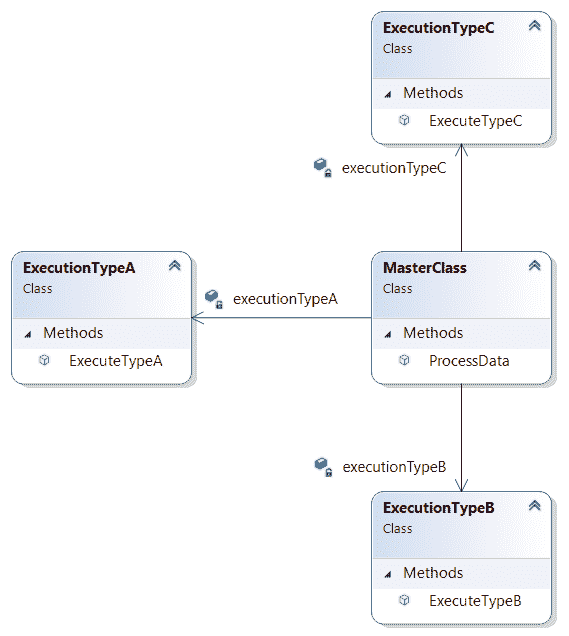 ExecutionTypeC
Class
Methods
ExecuteTypeC
executionTypeC
ExecutionTypeA
Class
Methods
ExecuteTypeA
executionTypeA
MasterClass
Class
Methods
ProcessData
executionTypeB
ExecutionTypeB
Class
Methods
ExecuteTypeB